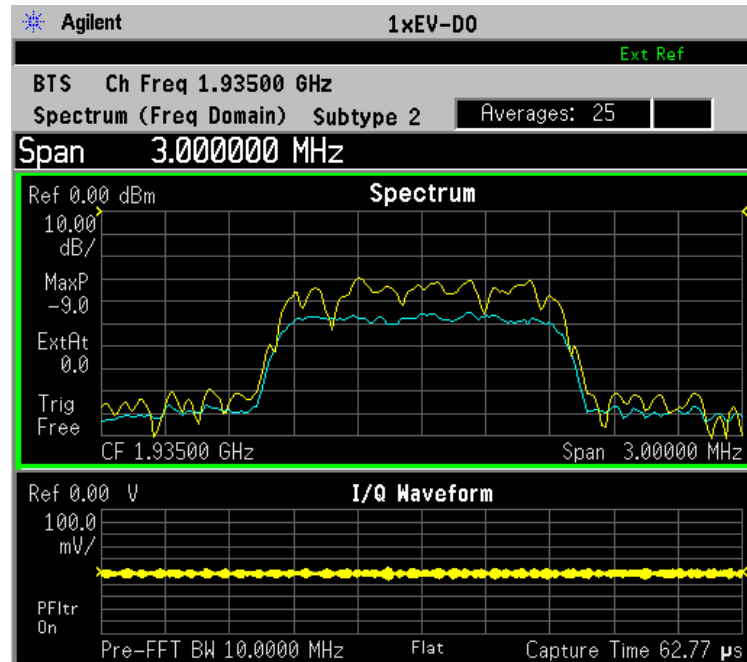 Agilent 1xEV-DO
Ext Ref
BTS Ch Freq 1.93500 GHz
Spectrum (Freq Domain) Subtype 2 Averages: 25
Span 3.000000 MHz
Ref 0.00 dBm Spectrum
10.00
dB/
MaxP
-9.0
ExtAt
0.0
Trig
Free
CF 1.93500 GHz Span 3.00000 MHz
Ref 0.00 V I/Q Waveform
100.0
mV/
PFltr
On
Pre-FFT BW 10.0000 MHz Flat Capture Time 62.77 µs